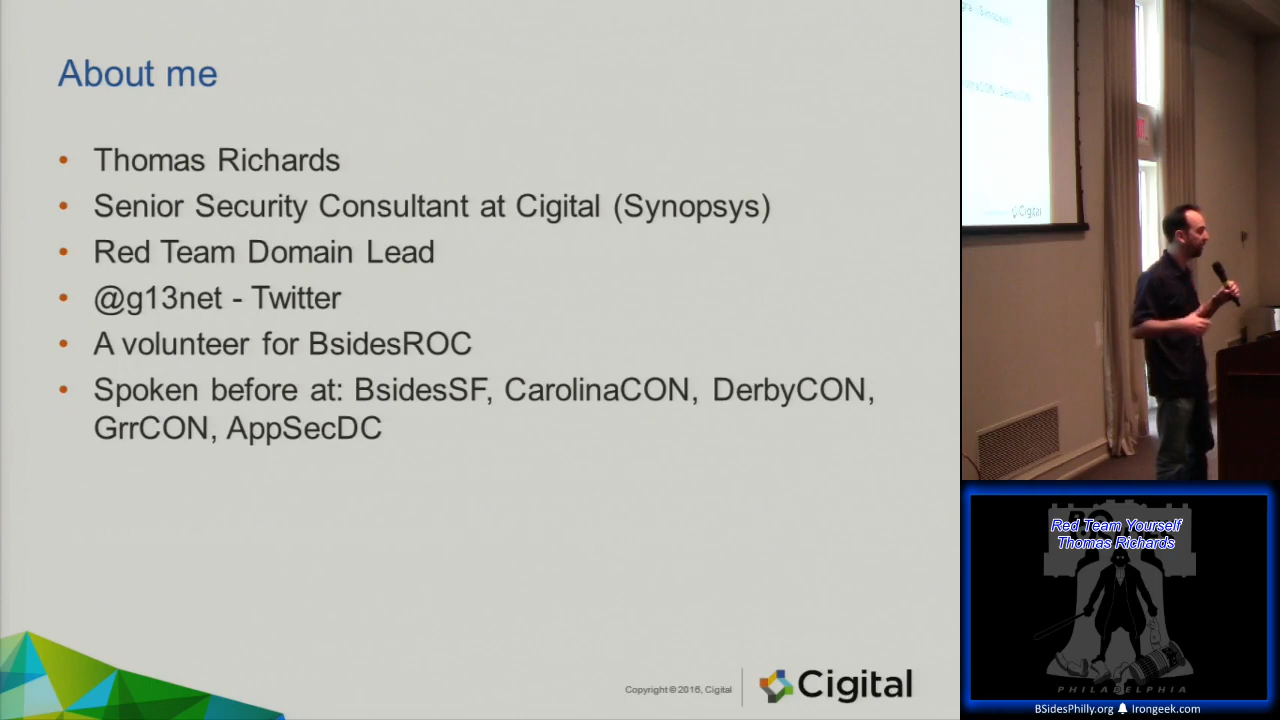 About me
• Thomas Richards
• Senior Security Consultant at Cigital (Synopsys)
• Red Team Domain Lead
• @g13net - Twitter
• A volunteer for BsidesROC
• Spoken before at: BsidesSF, CarolinaCON, DerbyCON,
GrrCON, AppSecDC
Copyright © 2016, Cigital
Cigital
Cigital
Red Team Yourself
Thomas Richards
PHILADELPHIA
BSidesPhilly.org Irongeek.com